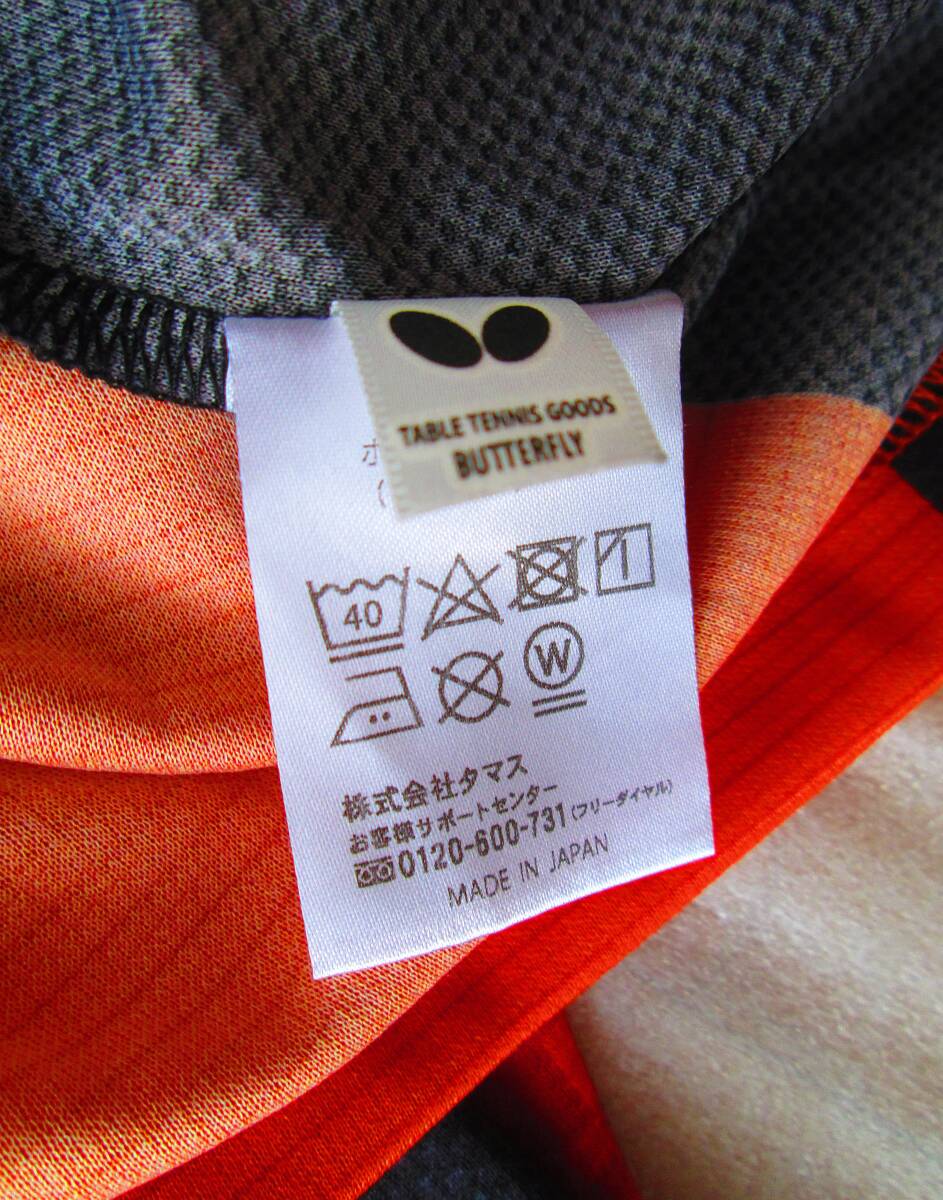 TABLE TENNIS GOODS
BUTTERFLY
40
W
株式会社タマス
お客様サポートセンター
0120-600-731(フリーダイヤル)
MADE IN JAPAN